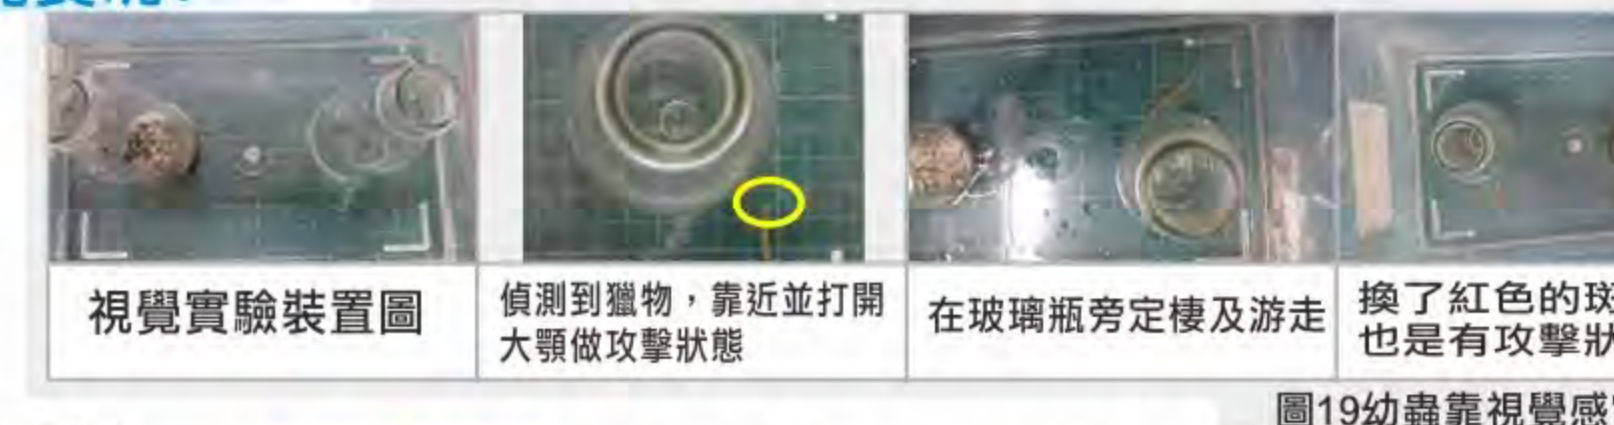 視覺實驗裝置圖
偵測到獵物，靠近並打開
大顎做攻擊狀態
在玻璃瓶旁定棲及游走
換了紅色的斑
也是有攻擊狀
圖19幼蟲靠視覺感